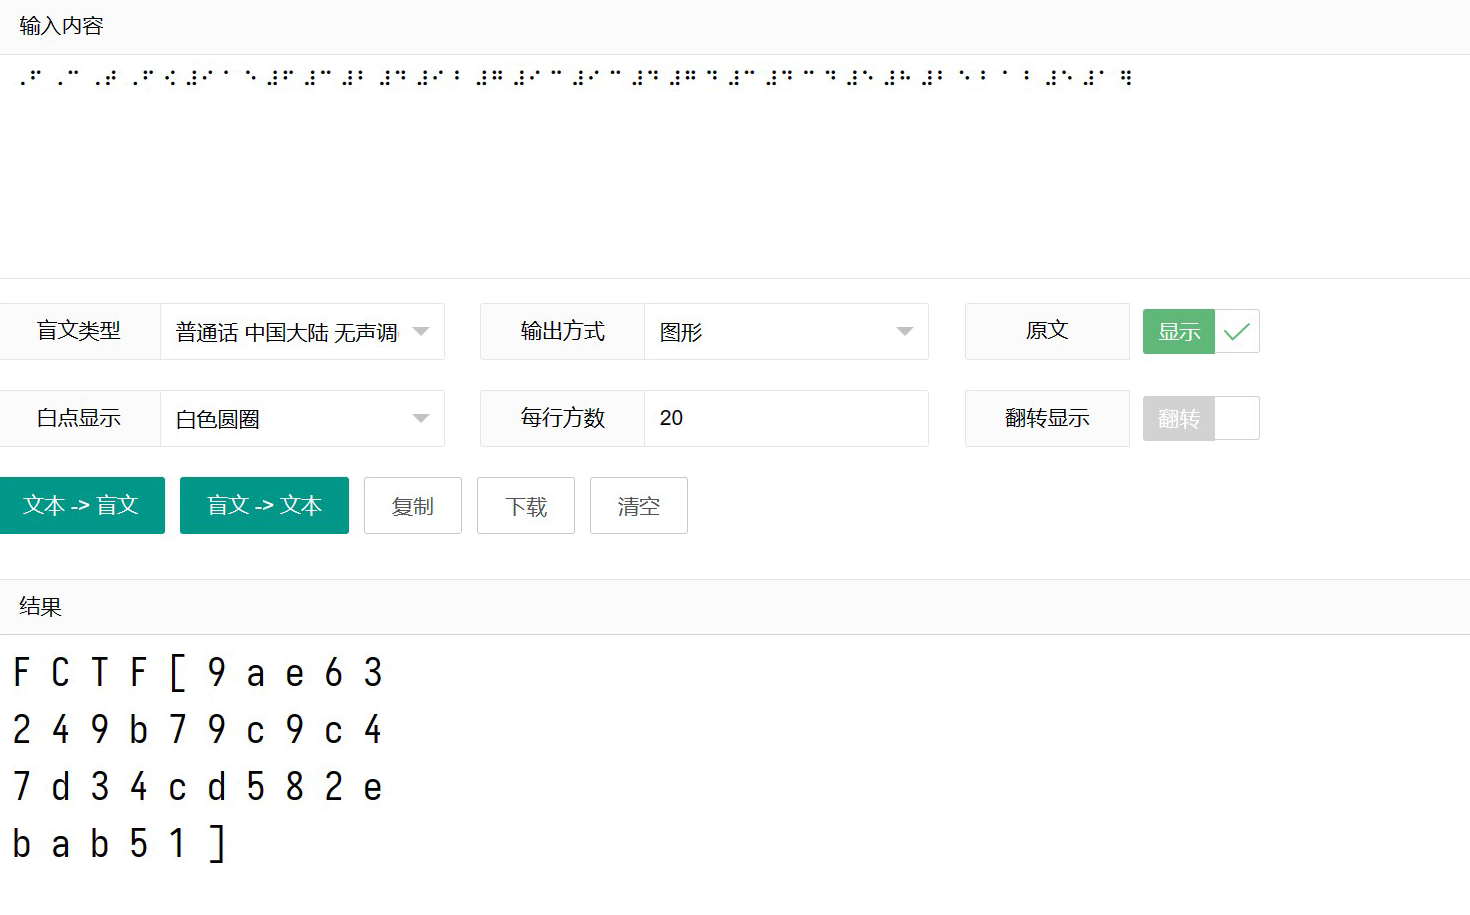 输入内容
⠠⠋ ⠠⠉ ⠠⠞ ⠠⠋ ⠪ ⠼⠊ ⠁ ⠑ ⠼⠋ ⠼⠉ ⠼⠃ ⠼⠙ ⠼⠊ ⠃ ⠼⠛ ⠼⠊ ⠉ ⠼⠊ ⠉ ⠼⠙ ⠼⠛ ⠙ ⠼⠉ ⠼⠙ ⠉ ⠙ ⠼⠑ ⠼⠓ ⠼⠃ ⠑ ⠃ ⠁ ⠃ ⠼⠑ ⠼⠁ ⠻
盲文类型 普通话 中国大陆 无声调 输出方式 图形 原文 显示
白点显示 白色圆圈 每行方数 20 翻转显示 翻转
文本 -> 盲文 盲文 -> 文本 复制 下载 清空
结果
F C T F [ 9 a e 6 3
2 4 9 b 7 9 c 9 c 4
7 d 3 4 c d 5 8 2 e
b a b 5 1 ]